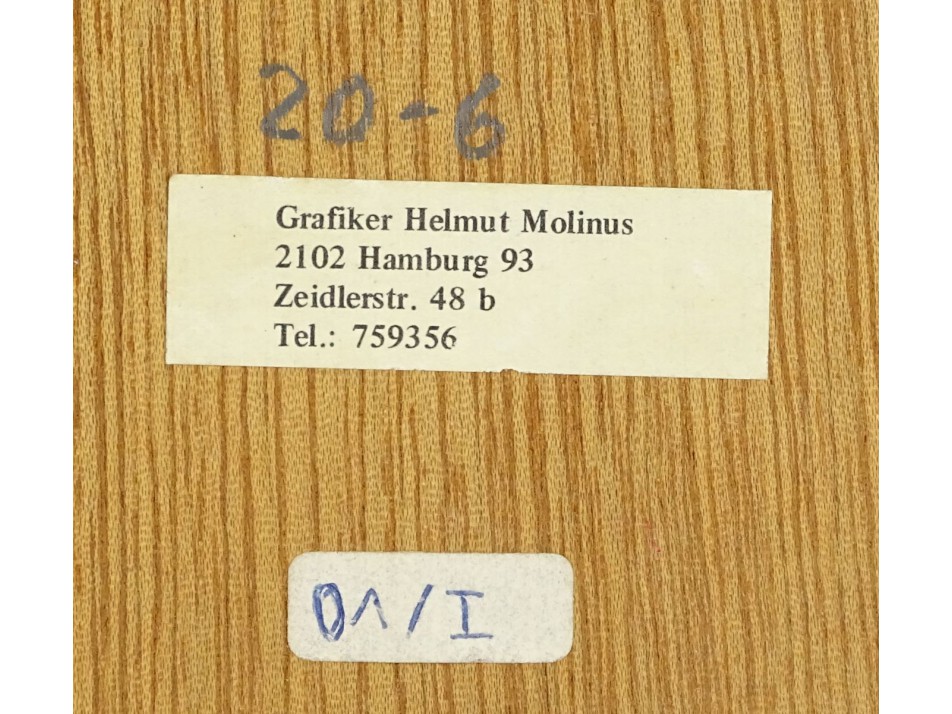 20-6
Grafiker Helmut Molinus
2102 Hamburg 93
Zeidlerstr. 48 b
Tel.: 759356
01/I